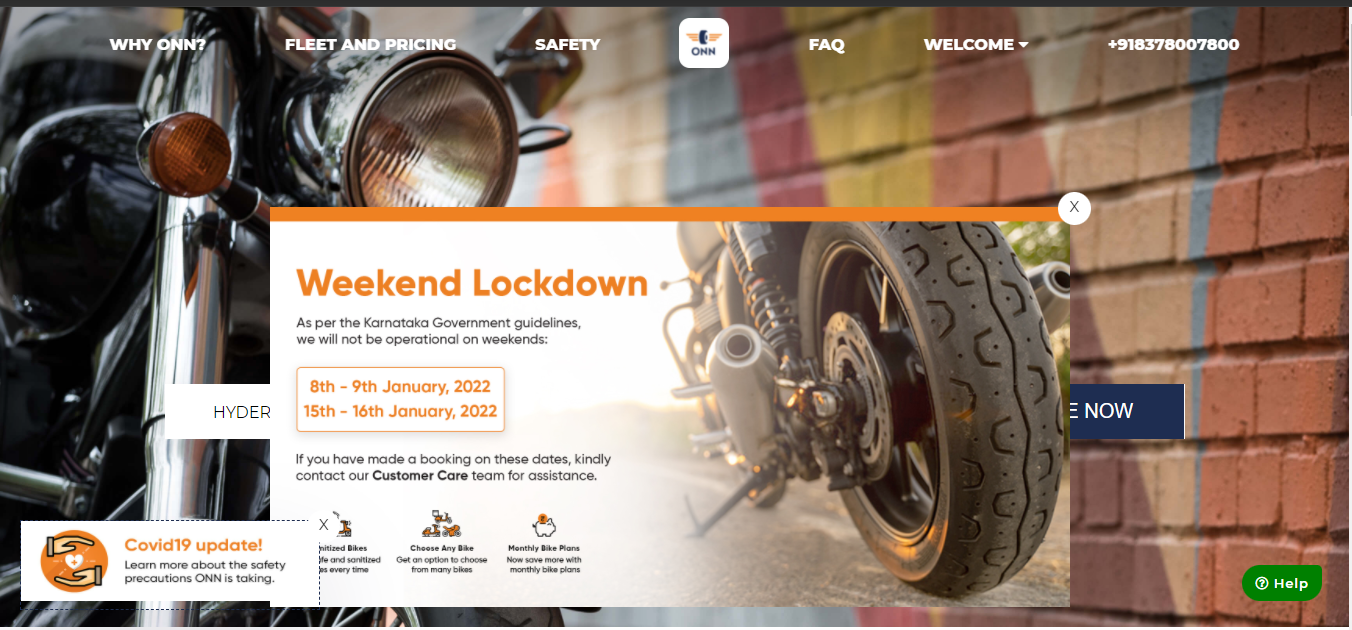 WHY ONN?
FLEET AND PRICING
SAFETY
ONN
FAQ
WELCOME
+918378007800
X
Weekend Lockdown
As per the Karnataka Government guidelines,
we will not be operational on weekends:
8th - 9th January, 2022
15th - 16th January, 2022
HYDER
E NOW
If you have made a booking on these dates, kindly
contact our Customer Care team for assistance.
X
nitized Bikes
fe and sanitized
es every time
Choose Any Bike
Get an option to choose
from many bikes
Monthly Bike Plans
Now save more with
monthly bike plans
Covid19 update!
Learn more about the safety
precautions ONN is taking.
Help